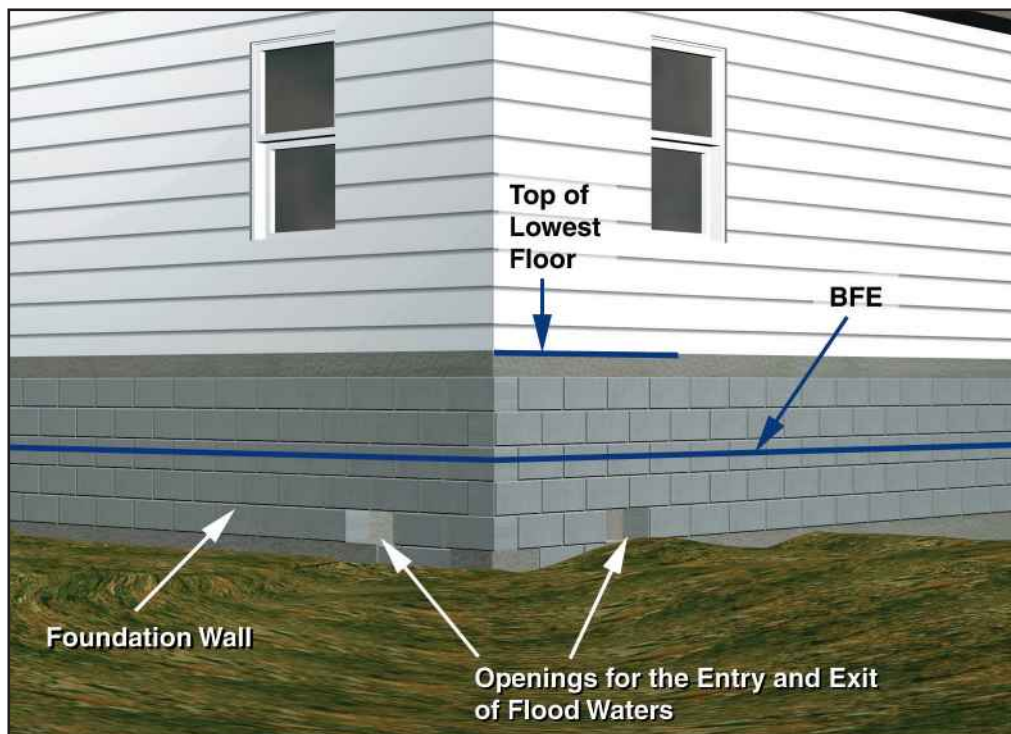 Top of
Lowest
Floor
BFE
Foundation Wall
Openings for the Entry and Exit
of Flood Waters